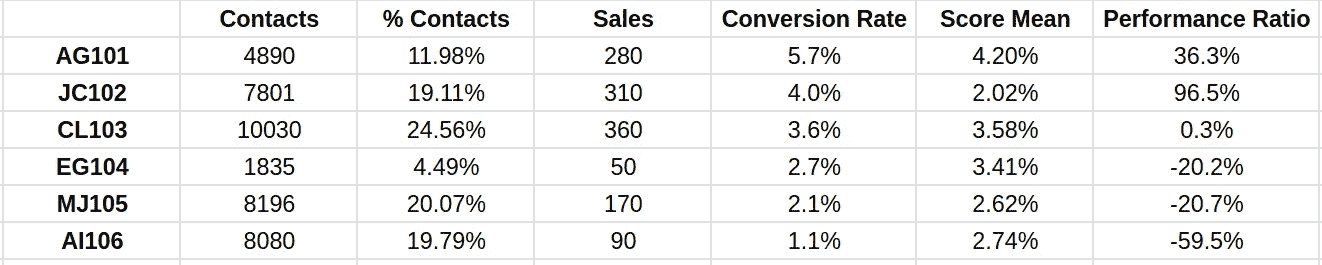 Contacts % Contacts Sales Conversion Rate Score Mean Performance Ratio
AG101 4890 11.98% 280 5.7% 4.20% 36.3%
JC102 7801 19.11% 310 4.0% 2.02% 96.5%
CL103 10030 24.56% 360 3.6% 3.58% 0.3%
EG104 1835 4.49% 50 2.7% 3.41% -20.2%
MJ105 8196 20.07% 170 2.1% 2.62% -20.7%
AI106 8080 19.79% 90 1.1% 2.74% -59.5%